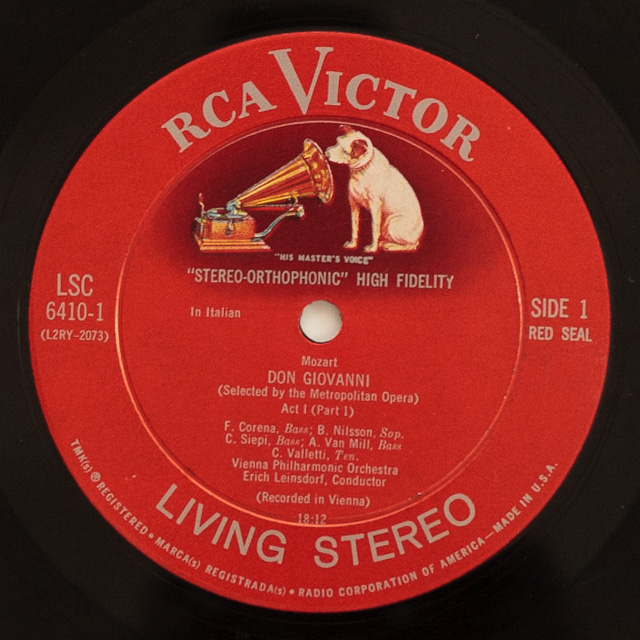 RCA VICTOR
"HIS MASTER'S VOICE"
"STEREO-ORTHOPHONIC" HIGH FIDELITY
LSC
6410-1
(L2RY-2073)
In Italian
SIDE 1
RED SEAL
Mozart
DON GIOVANNI
(Selected by the Metropolitan Opera)
Act I (Part 1)
F. Corena, Bass; B. Nilsson, Sop.
C. Siepi, Bass; A. Van Mill, Bass
C. Valletti, Ten.
Vienna Philharmonic Orchestra
Erich Leinsdorf, Conductor
(Recorded in Vienna)
18:12
LIVING STEREO
TMK(s) ® REGISTERED • MARCA(s) REGISTRADA(s) • RADIO CORPORATION OF AMERICA—MADE IN U.S.A.